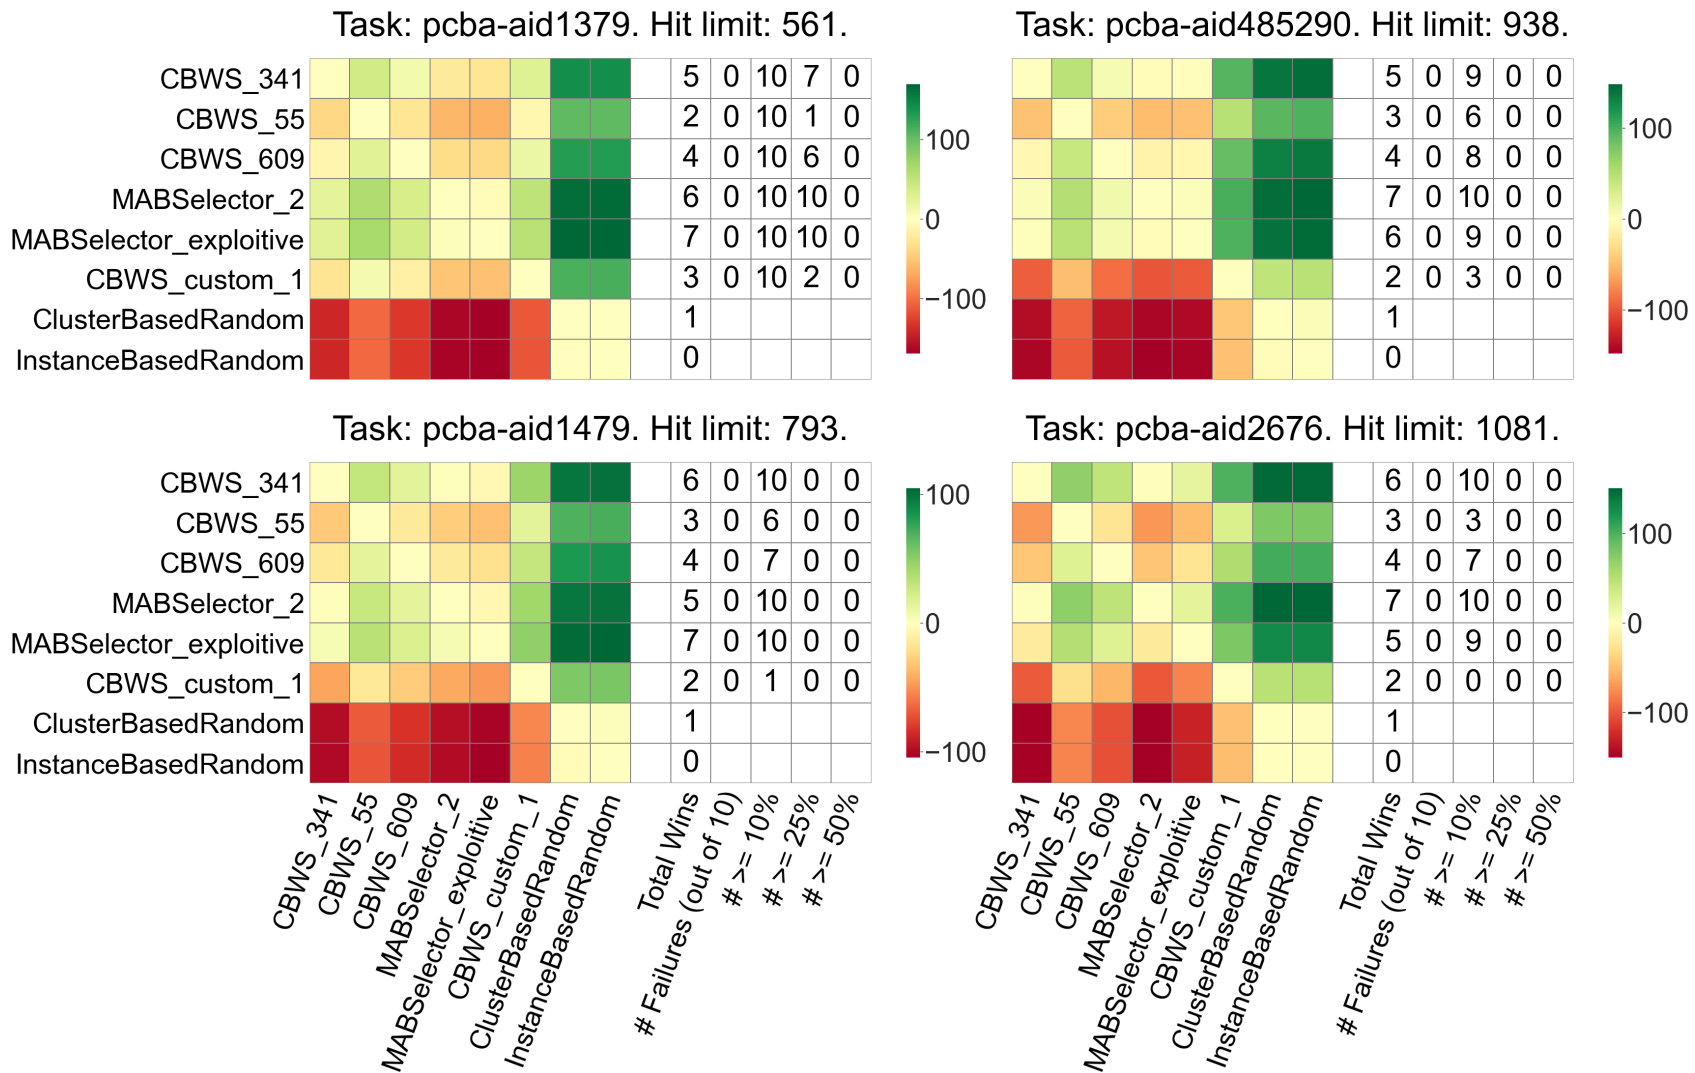 Task: pcba-aid1379. Hit limit: 561.
CBWS_341 5 0 10 7 0
CBWS_55 2 0 10 1 0
CBWS_609 4 0 10 6 0
MABSelector_2 6 0 10 10 0
MABSelector_exploitive 7 0 10 10 0
CBWS_custom_1 3 0 10 2 0
ClusterBasedRandom 1
InstanceBasedRandom 0
100
0
−100
Task: pcba-aid485290. Hit limit: 938.
5 0 9 0 0
3 0 6 0 0
4 0 8 0 0
7 0 10 0 0
6 0 9 0 0
2 0 3 0 0
1
0
100
0
−100
Task: pcba-aid1479. Hit limit: 793.
CBWS_341 6 0 10 0 0
CBWS_55 3 0 6 0 0
CBWS_609 4 0 7 0 0
MABSelector_2 5 0 10 0 0
MABSelector_exploitive 7 0 10 0 0
CBWS_custom_1 2 0 1 0 0
ClusterBasedRandom 1
InstanceBasedRandom 0
100
0
−100
CBWS_341
CBWS_55
CBWS_609
MABSelector_2
MABSelector_exploitive
CBWS_custom_1
ClusterBasedRandom
InstanceBasedRandom
Total Wins
# Failures (out of 10)
# >= 10%
# >= 25%
# >= 50%
Task: pcba-aid2676. Hit limit: 1081.
6 0 10 0 0
3 0 3 0 0
4 0 7 0 0
7 0 10 0 0
5 0 9 0 0
2 0 0 0 0
1
0
100
0
−100
CBWS_341
CBWS_55
CBWS_609
MABSelector_2
MABSelector_exploitive
CBWS_custom_1
ClusterBasedRandom
InstanceBasedRandom
Total Wins
# Failures (out of 10)
# >= 10%
# >= 25%
# >= 50%